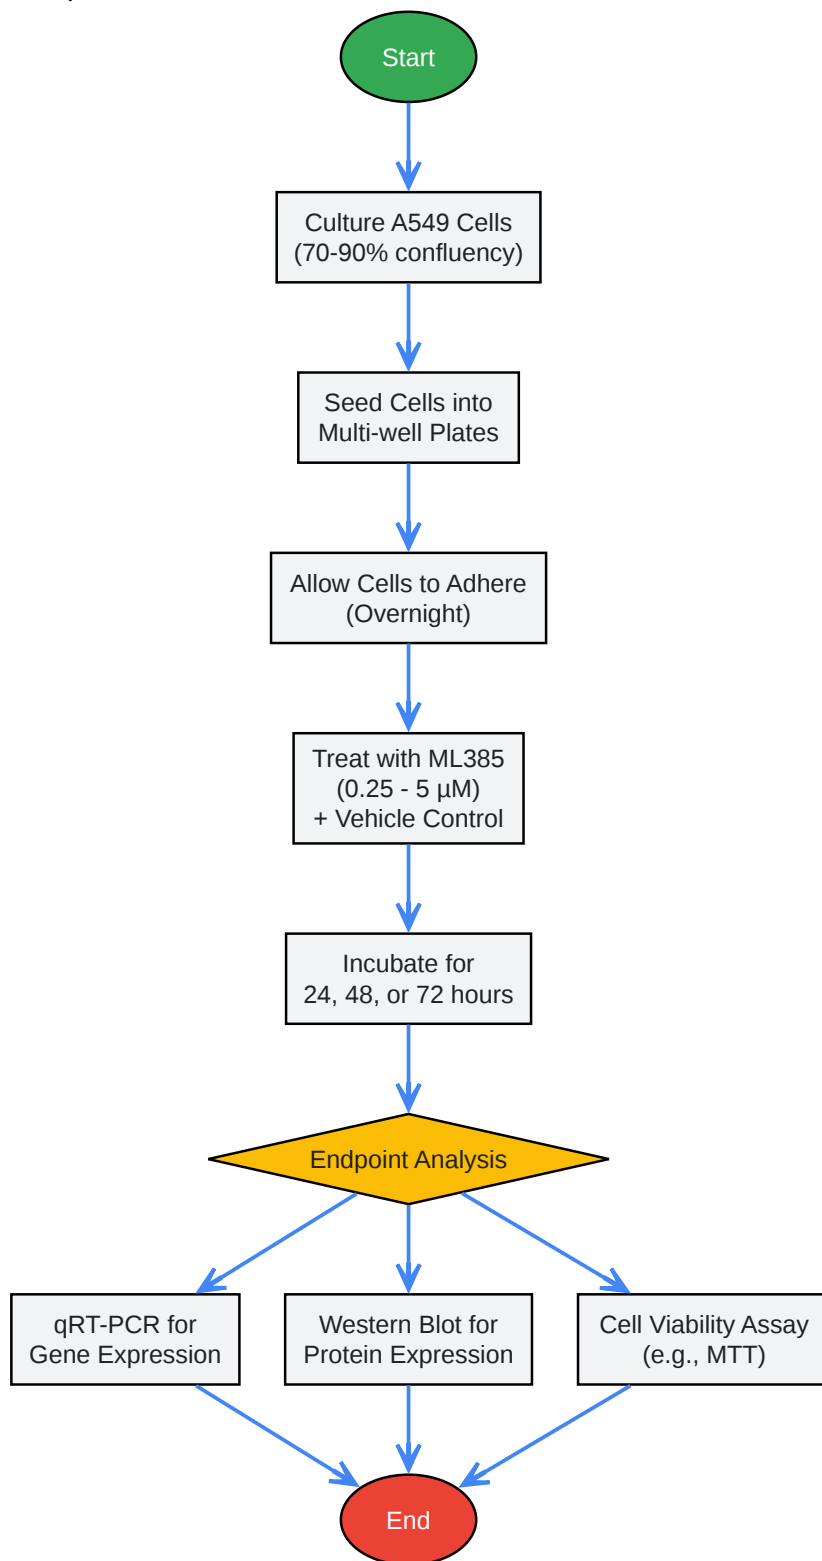 Start
Culture A549 Cells
(70-90% confluency)
Seed Cells into
Multi-well Plates
Allow Cells to Adhere
(Overnight)
Treat with ML385
(0.25 - 5 µM)
+ Vehicle Control
Incubate for
24, 48, or 72 hours
Endpoint Analysis
qRT-PCR for
Gene Expression
Western Blot for
Protein Expression
Cell Viability Assay
(e.g., MTT)
End